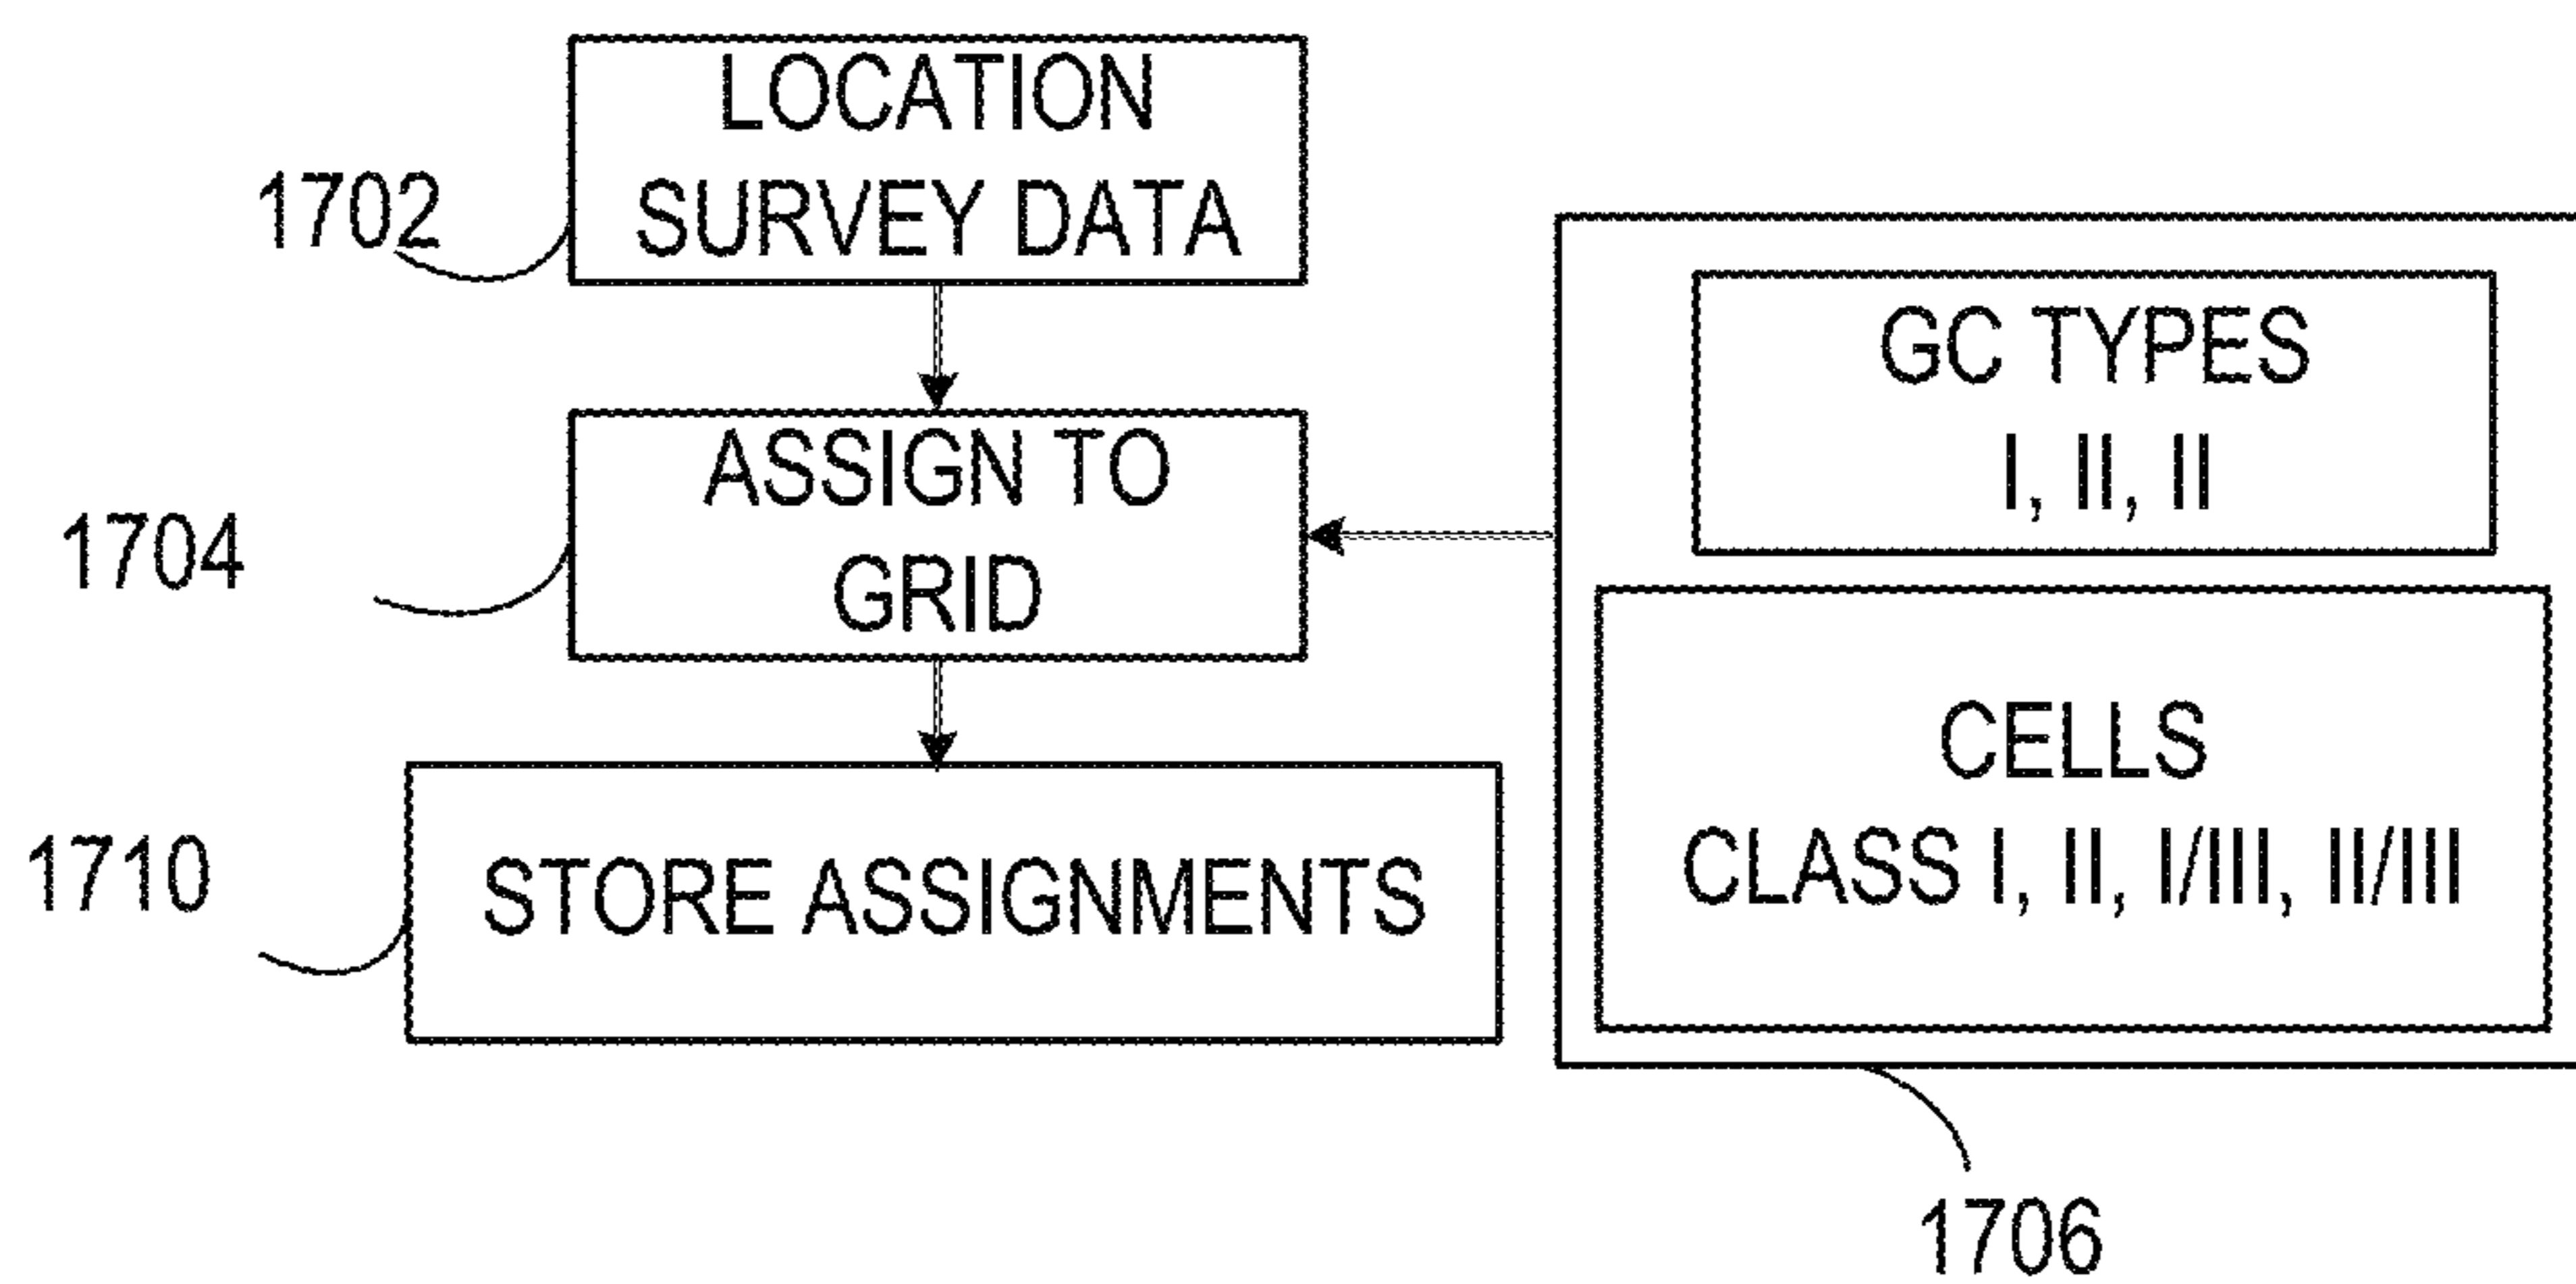 LOCATION
SURVEY DATA
1702
ASSIGN TO
GRID
1704
STORE ASSIGNMENTS
1710
GC TYPES
I, II, II
CELLS
CLASS I, II, I/III, II/III
1706